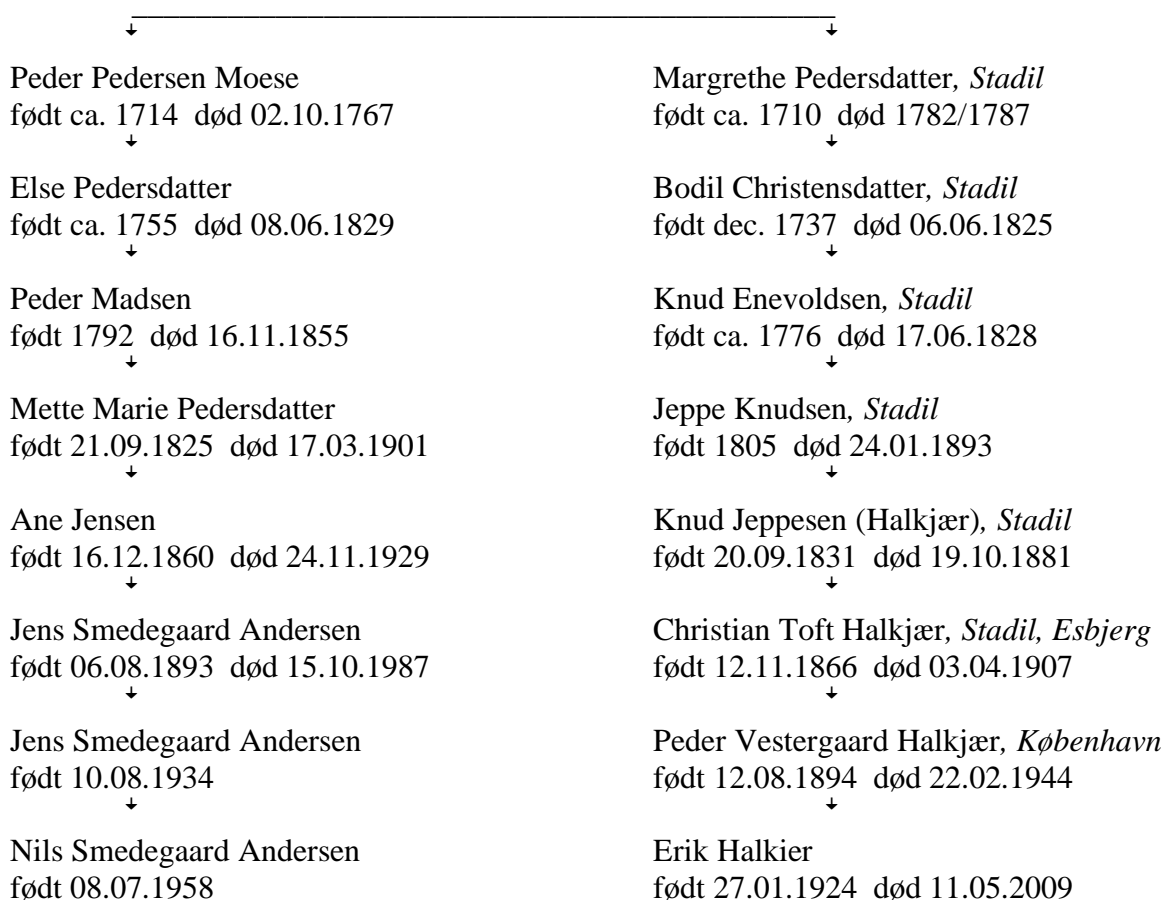 Peder Pedersen Moese
født ca. 1714 død 02.10.1767
Margrethe Pedersdatter, Stadil
født ca. 1710 død 1782/1787
Else Pedersdatter
født ca. 1755 død 08.06.1829
Bodil Christensdatter, Stadil
født dec. 1737 død 06.06.1825
Peder Madsen
født 1792 død 16.11.1855
Knud Enevoldsen, Stadil
født ca. 1776 død 17.06.1828
Mette Marie Pedersdatter
født 21.09.1825 død 17.03.1901
Jeppe Knudsen, Stadil
født 1805 død 24.01.1893
Ane Jensen
født 16.12.1860 død 24.11.1929
Knud Jeppesen (Halkjær), Stadil
født 20.09.1831 død 19.10.1881
Jens Smedegaard Andersen
født 06.08.1893 død 15.10.1987
Christian Toft Halkjær, Stadil, Esbjerg
født 12.11.1866 død 03.04.1907
Jens Smedegaard Andersen
født 10.08.1934
Peder Vestergaard Halkjær, København
født 12.08.1894 død 22.02.1944
Nils Smedegaard Andersen
født 08.07.1958
Erik Halkier
født 27.01.1924 død 11.05.2009